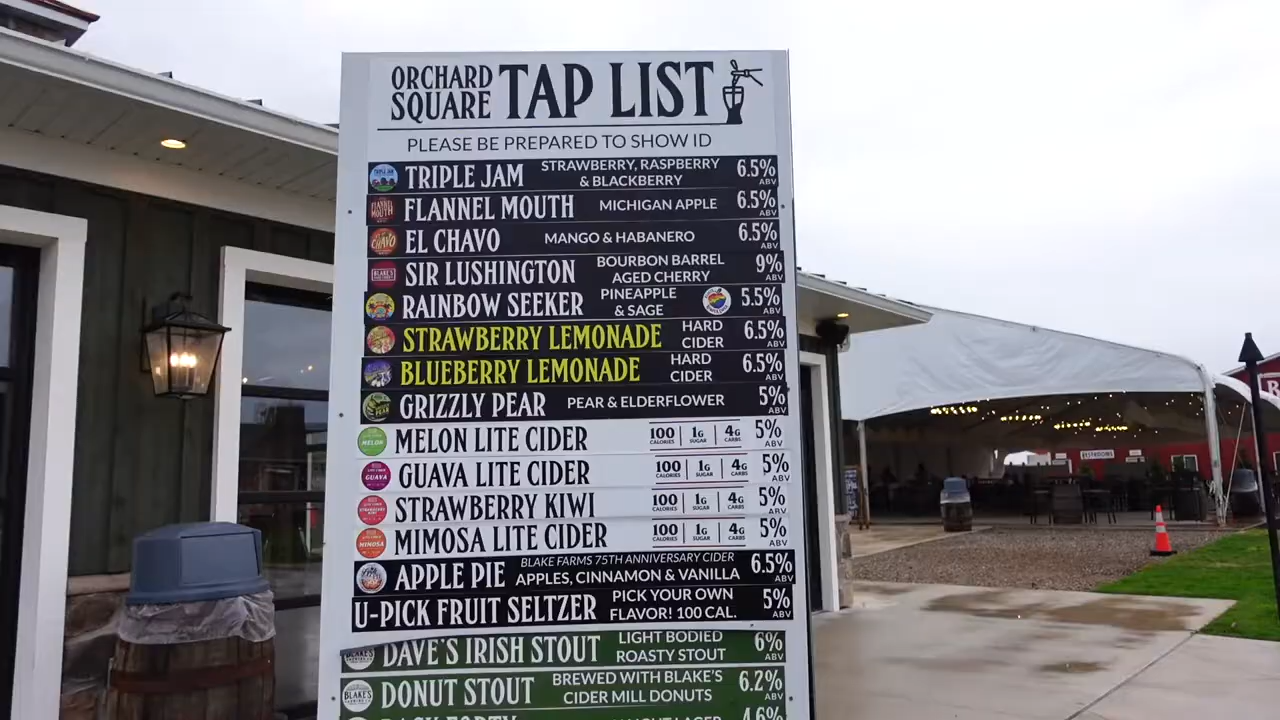 ORCHARD SQUARE TAP LIST
PLEASE BE PREPARED TO SHOW ID
TRIPLE JAM STRAWBERRY, RASPBERRY & BLACKBERRY 6.5% ABV
FLANNEL MOUTH MICHIGAN APPLE 6.5% ABV
EL CHAVO MANGO & HABANERO 6.5% ABV
SIR LUSHINGTON BOURBON BARREL AGED CHERRY 9% ABV
RAINBOW SEEKER PINEAPPLE & SAGE 5.5% ABV
STRAWBERRY LEMONADE HARD CIDER 6.5% ABV
BLUEBERRY LEMONADE HARD CIDER 6.5% ABV
GRIZZLY PEAR PEAR & ELDERFLOWER 5% ABV
MELON LITE CIDER 100 CALORIES 1G SUGAR 4G CARBS 5% ABV
GUAVA LITE CIDER 100 CALORIES 1G SUGAR 4G CARBS 5% ABV
STRAWBERRY KIWI 100 CALORIES 1G SUGAR 4G CARBS 5% ABV
MIMOSA LITE CIDER 100 CALORIES 1G SUGAR 4G CARBS 5% ABV
APPLE PIE BLAKE FARMS 75TH ANNIVERSARY CIDER APPLES, CINNAMON & VANILLA 6.5% ABV
U-PICK FRUIT SELTZER PICK YOUR OWN FLAVOR! 100 CAL. 5% ABV
DAVE'S IRISH STOUT LIGHT BODIED ROASTY STOUT 6% ABV
DONUT STOUT BREWED WITH BLAKE'S CIDER MILL DONUTS 6.2% ABV
4.6%
RESTROOMS